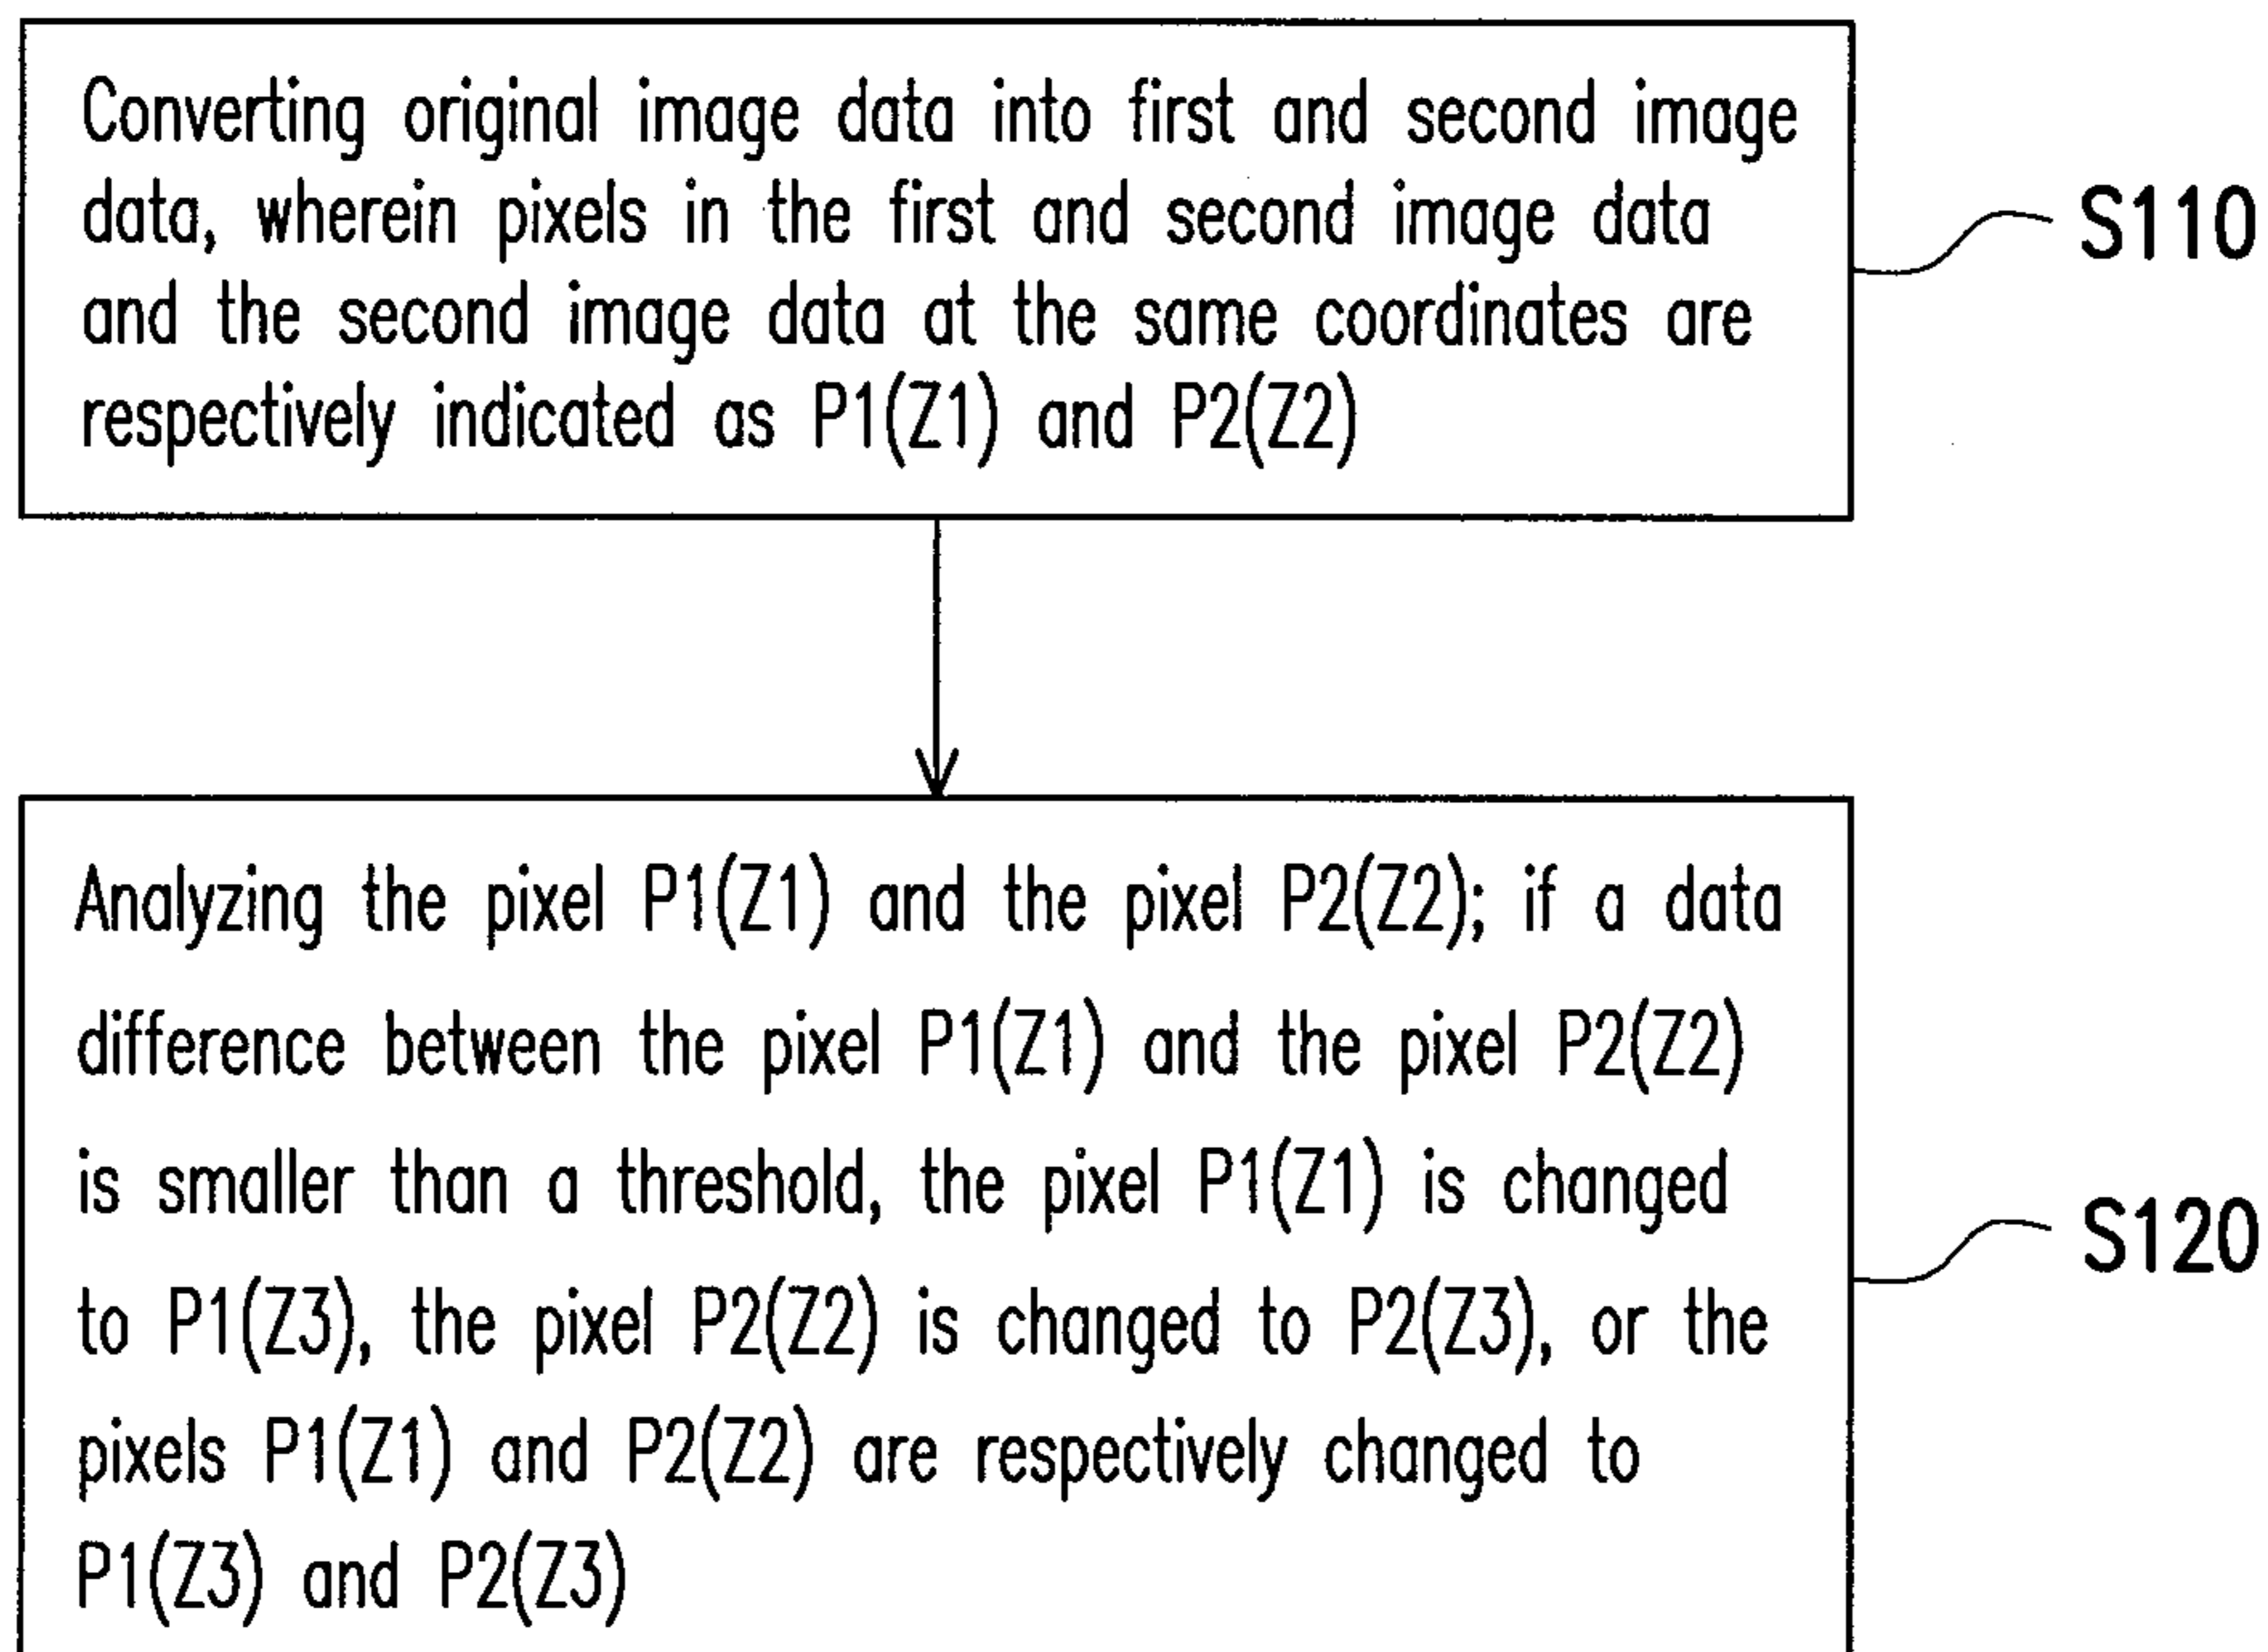 Converting original image data into first and second image
data, wherein pixels in the first and second image data
and the second image data at the same coordinates are
respectively indicated as P1(Z1) and P2(Z2)
S110
Analyzing the pixel P1(Z1) and the pixel P2(Z2); if a data
difference between the pixel P1(Z1) and the pixel P2(Z2)
is smaller than a threshold, the pixel P1(Z1) is changed
to P1(Z3), the pixel P2(Z2) is changed to P2(Z3), or the
pixels P1(Z1) and P2(Z2) are respectively changed to
P1(Z3) and P2(Z3)
S120